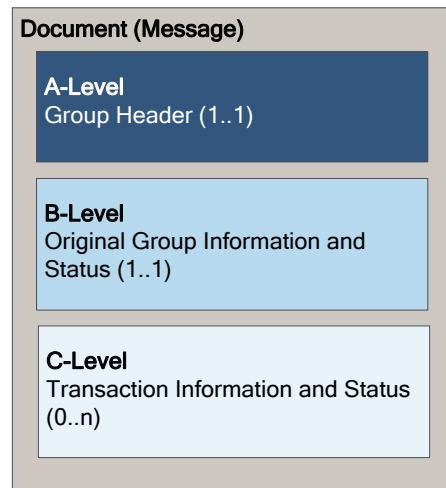 Document (Message)
A-Level
Group Header (1..1)
B-Level
Original Group Information and
Status (1..1)
C-Level
Transaction Information and Status
(0..n)